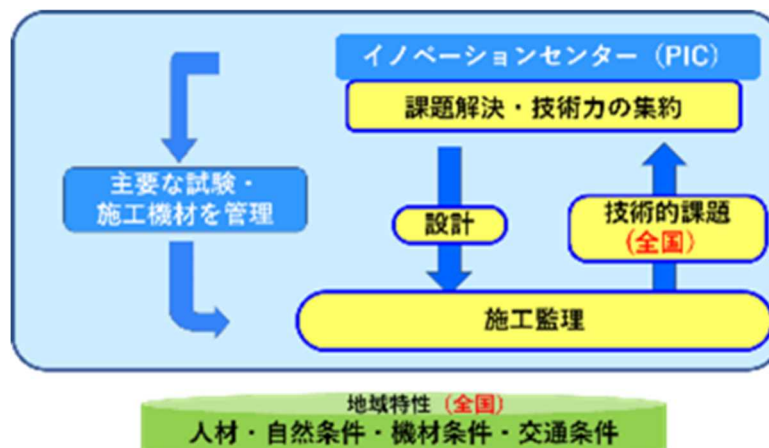 イノベーションセンター（PIC）
課題解決・技術力の集約
主要な試験・
施工機材を管理
設計
技術的課題
(全国)
施工監理
地域特性（全国）
人材・自然条件・機材条件・交通条件